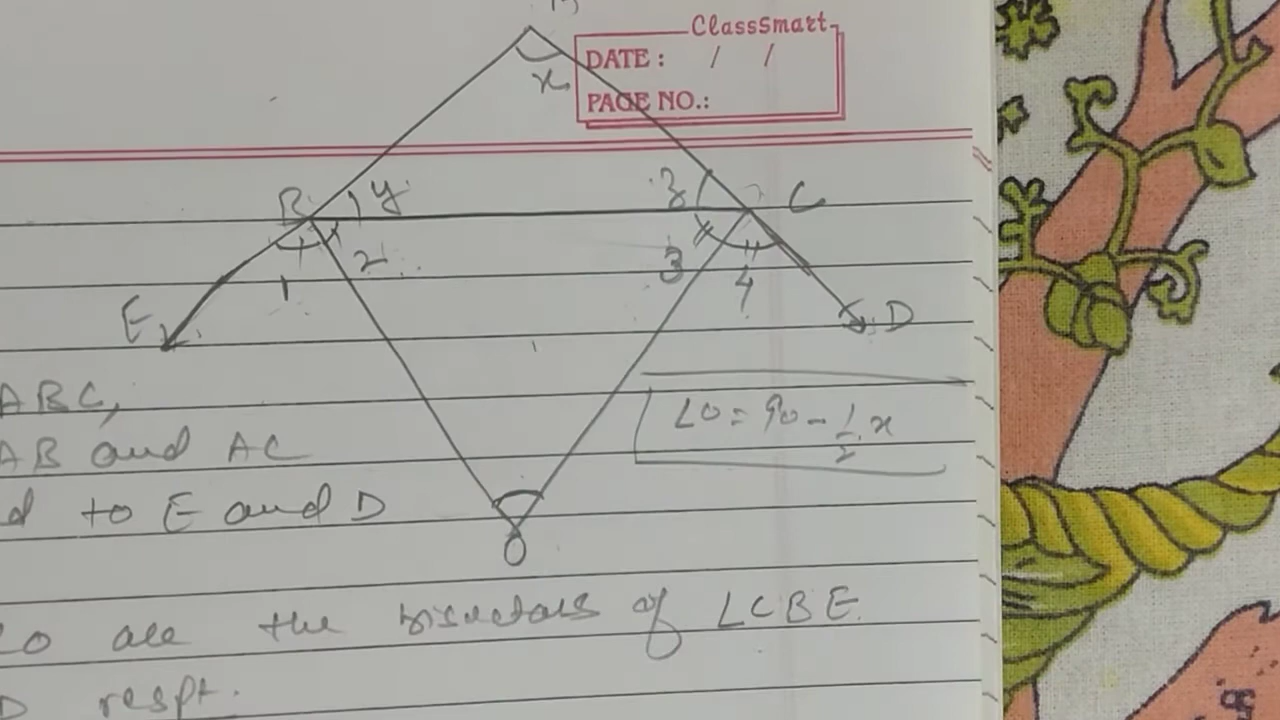 ClassSmart
DATE : / /
PAGE NO.:
x
B y z C
1 2 3 4
E D
ABC,
AB and AC
∠O = 90 - 1/2 x
d to E and D
O
CO are the bisectors of ∠CBE
D respt.